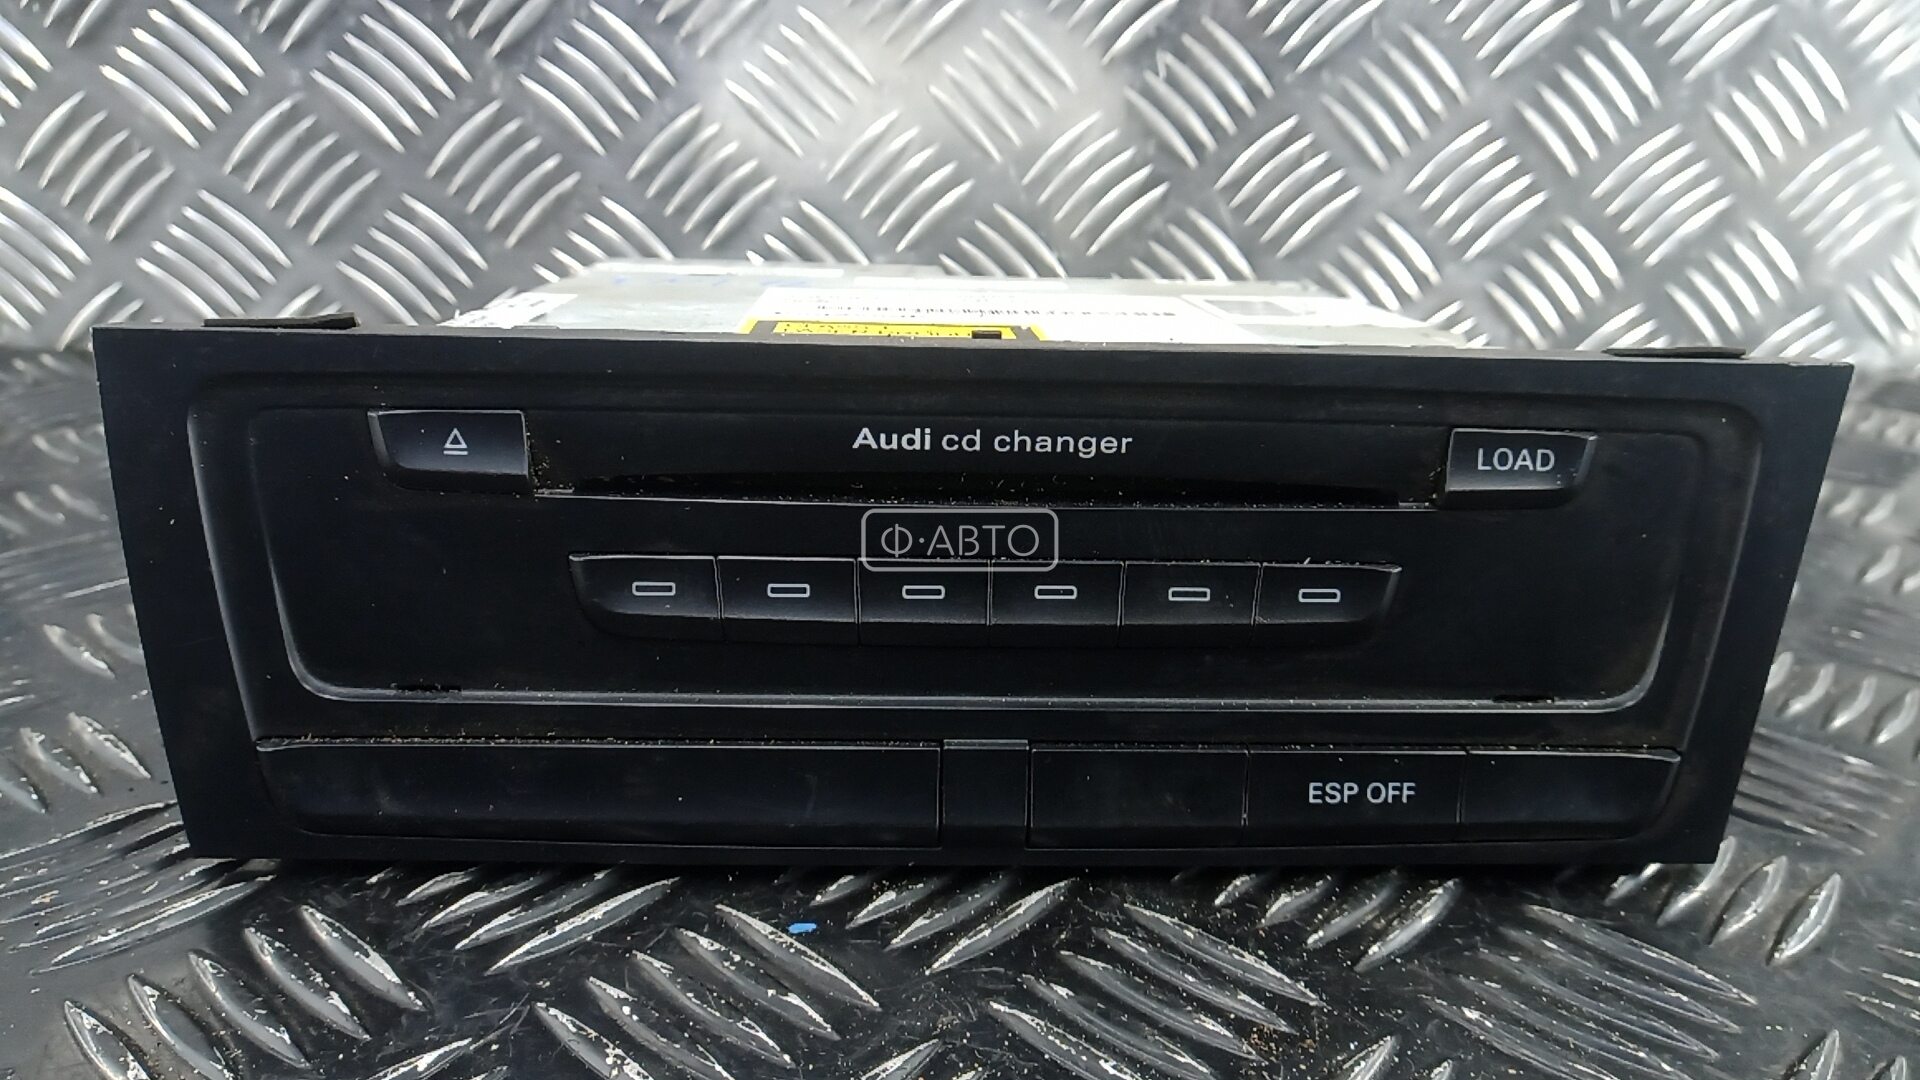 Audi cd changer
LOAD
Ф·АВТО
ESP OFF